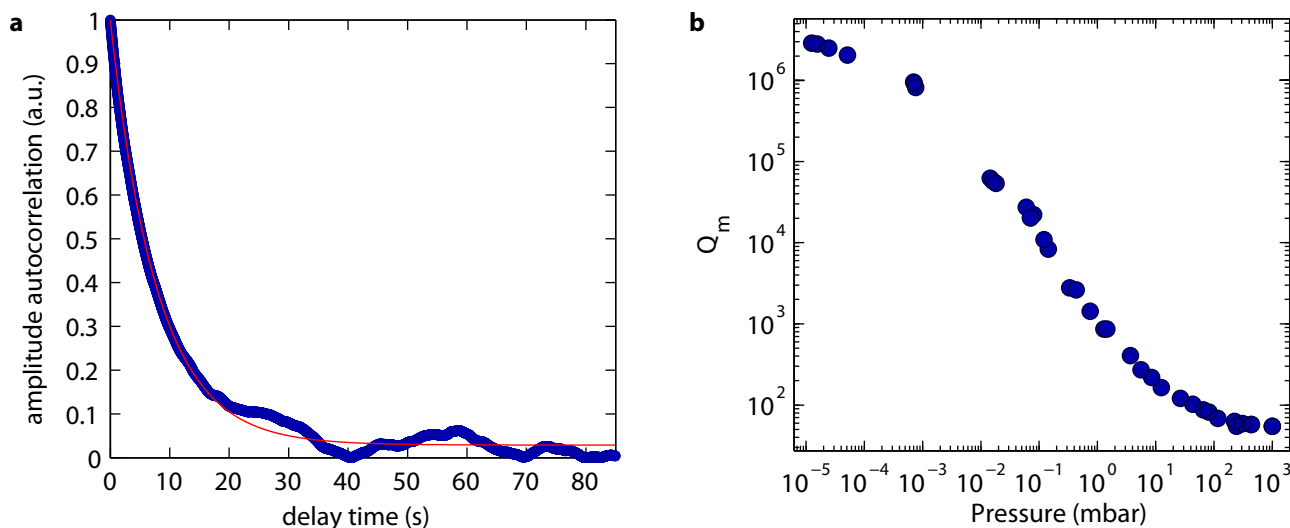 a
amplitude autocorrelation (a.u.)
1
0.9
0.8
0.7
0.6
0.5
0.4
0.3
0.2
0.1
0
0 10 20 30 40 50 60 70 80
delay time (s)
b
Q_m
10^6
10^5
10^4
10^3
10^2
10^−5 10^−4 10^−3 10^−2 10^−1 10^0 10^1 10^2 10^3
Pressure (mbar)